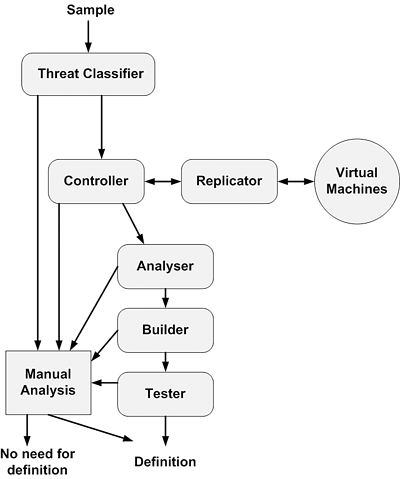 Sample
Threat Classifier
Controller
Replicator
Virtual
Machines
Analyser
Builder
Manual
Analysis
Tester
No need for
definition
Definition